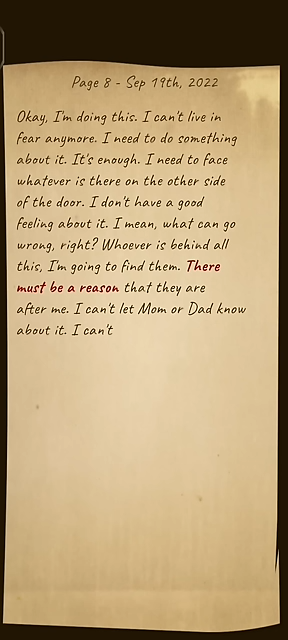 Page 8 - Sep 19th, 2022
Okay, I'm doing this. I can't live in
fear anymore. I need to do something
about it. It's enough. I need to face
whatever is there on the other side
of the door. I don't have a good
feeling about it. I mean, what can go
wrong, right? Whoever is behind all
this, I'm going to find them. There
must be a reason that they are
after me. I can't let Mom or Dad know
about it. I can't